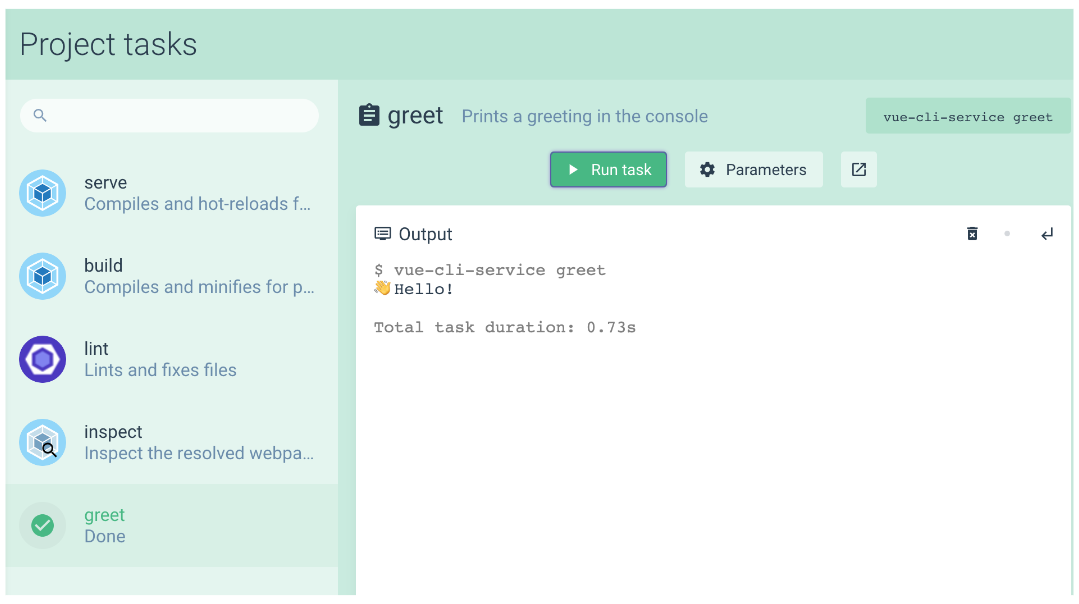 Project tasks
serve
Compiles and hot-reloads f...
build
Compiles and minifies for p...
lint
Lints and fixes files
inspect
Inspect the resolved webpa...
greet
Done
greet Prints a greeting in the console vue-cli-service greet
Run task Parameters
Output
$ vue-cli-service greet
👋Hello!
Total task duration: 0.73s